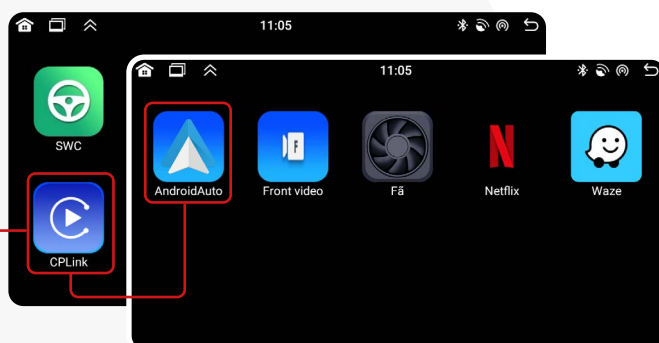 11:05
SWC
CPLink
11:05
F
AndroidAuto
Front video
Fã
Netflix
Waze